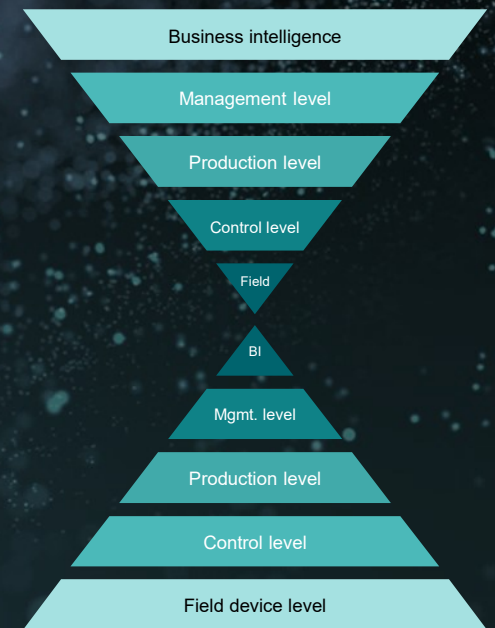 Business intelligence
Management level
Production level
Control level
Field
BI
Mgmt. level
Production level
Control level
Field device level